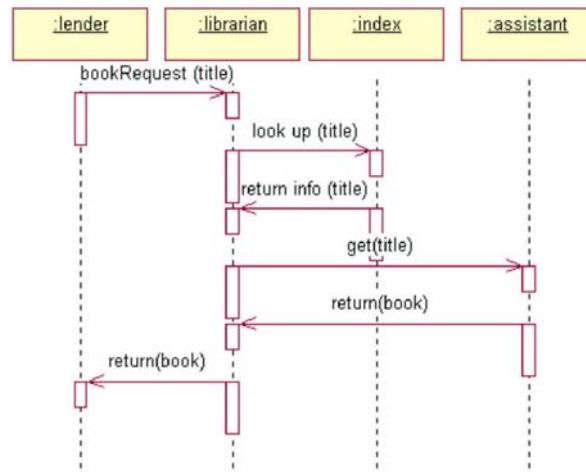 :lender
:librarian
:index
:assistant
bookRequest (title)
look up (title)
return info (title)
get(title)
return(book)
return(book)